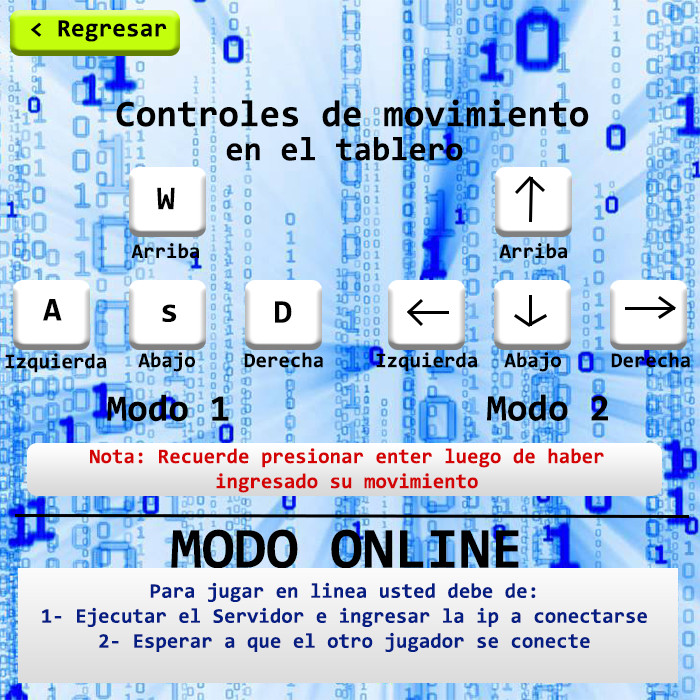 < Regresar
Controles de movimiento
en el tablero
W
Arriba
↑
Arriba
A s D
Izquierda Abajo Derecha
← ↓ →
Izquierda Abajo Derecha
Modo 1 Modo 2
Nota: Recuerde presionar enter luego de haber
ingresado su movimiento
MODO ONLINE
Para jugar en linea usted debe de:
1- Ejecutar el Servidor e ingresar la ip a conectarse
2- Esperar a que el otro jugador se conecte